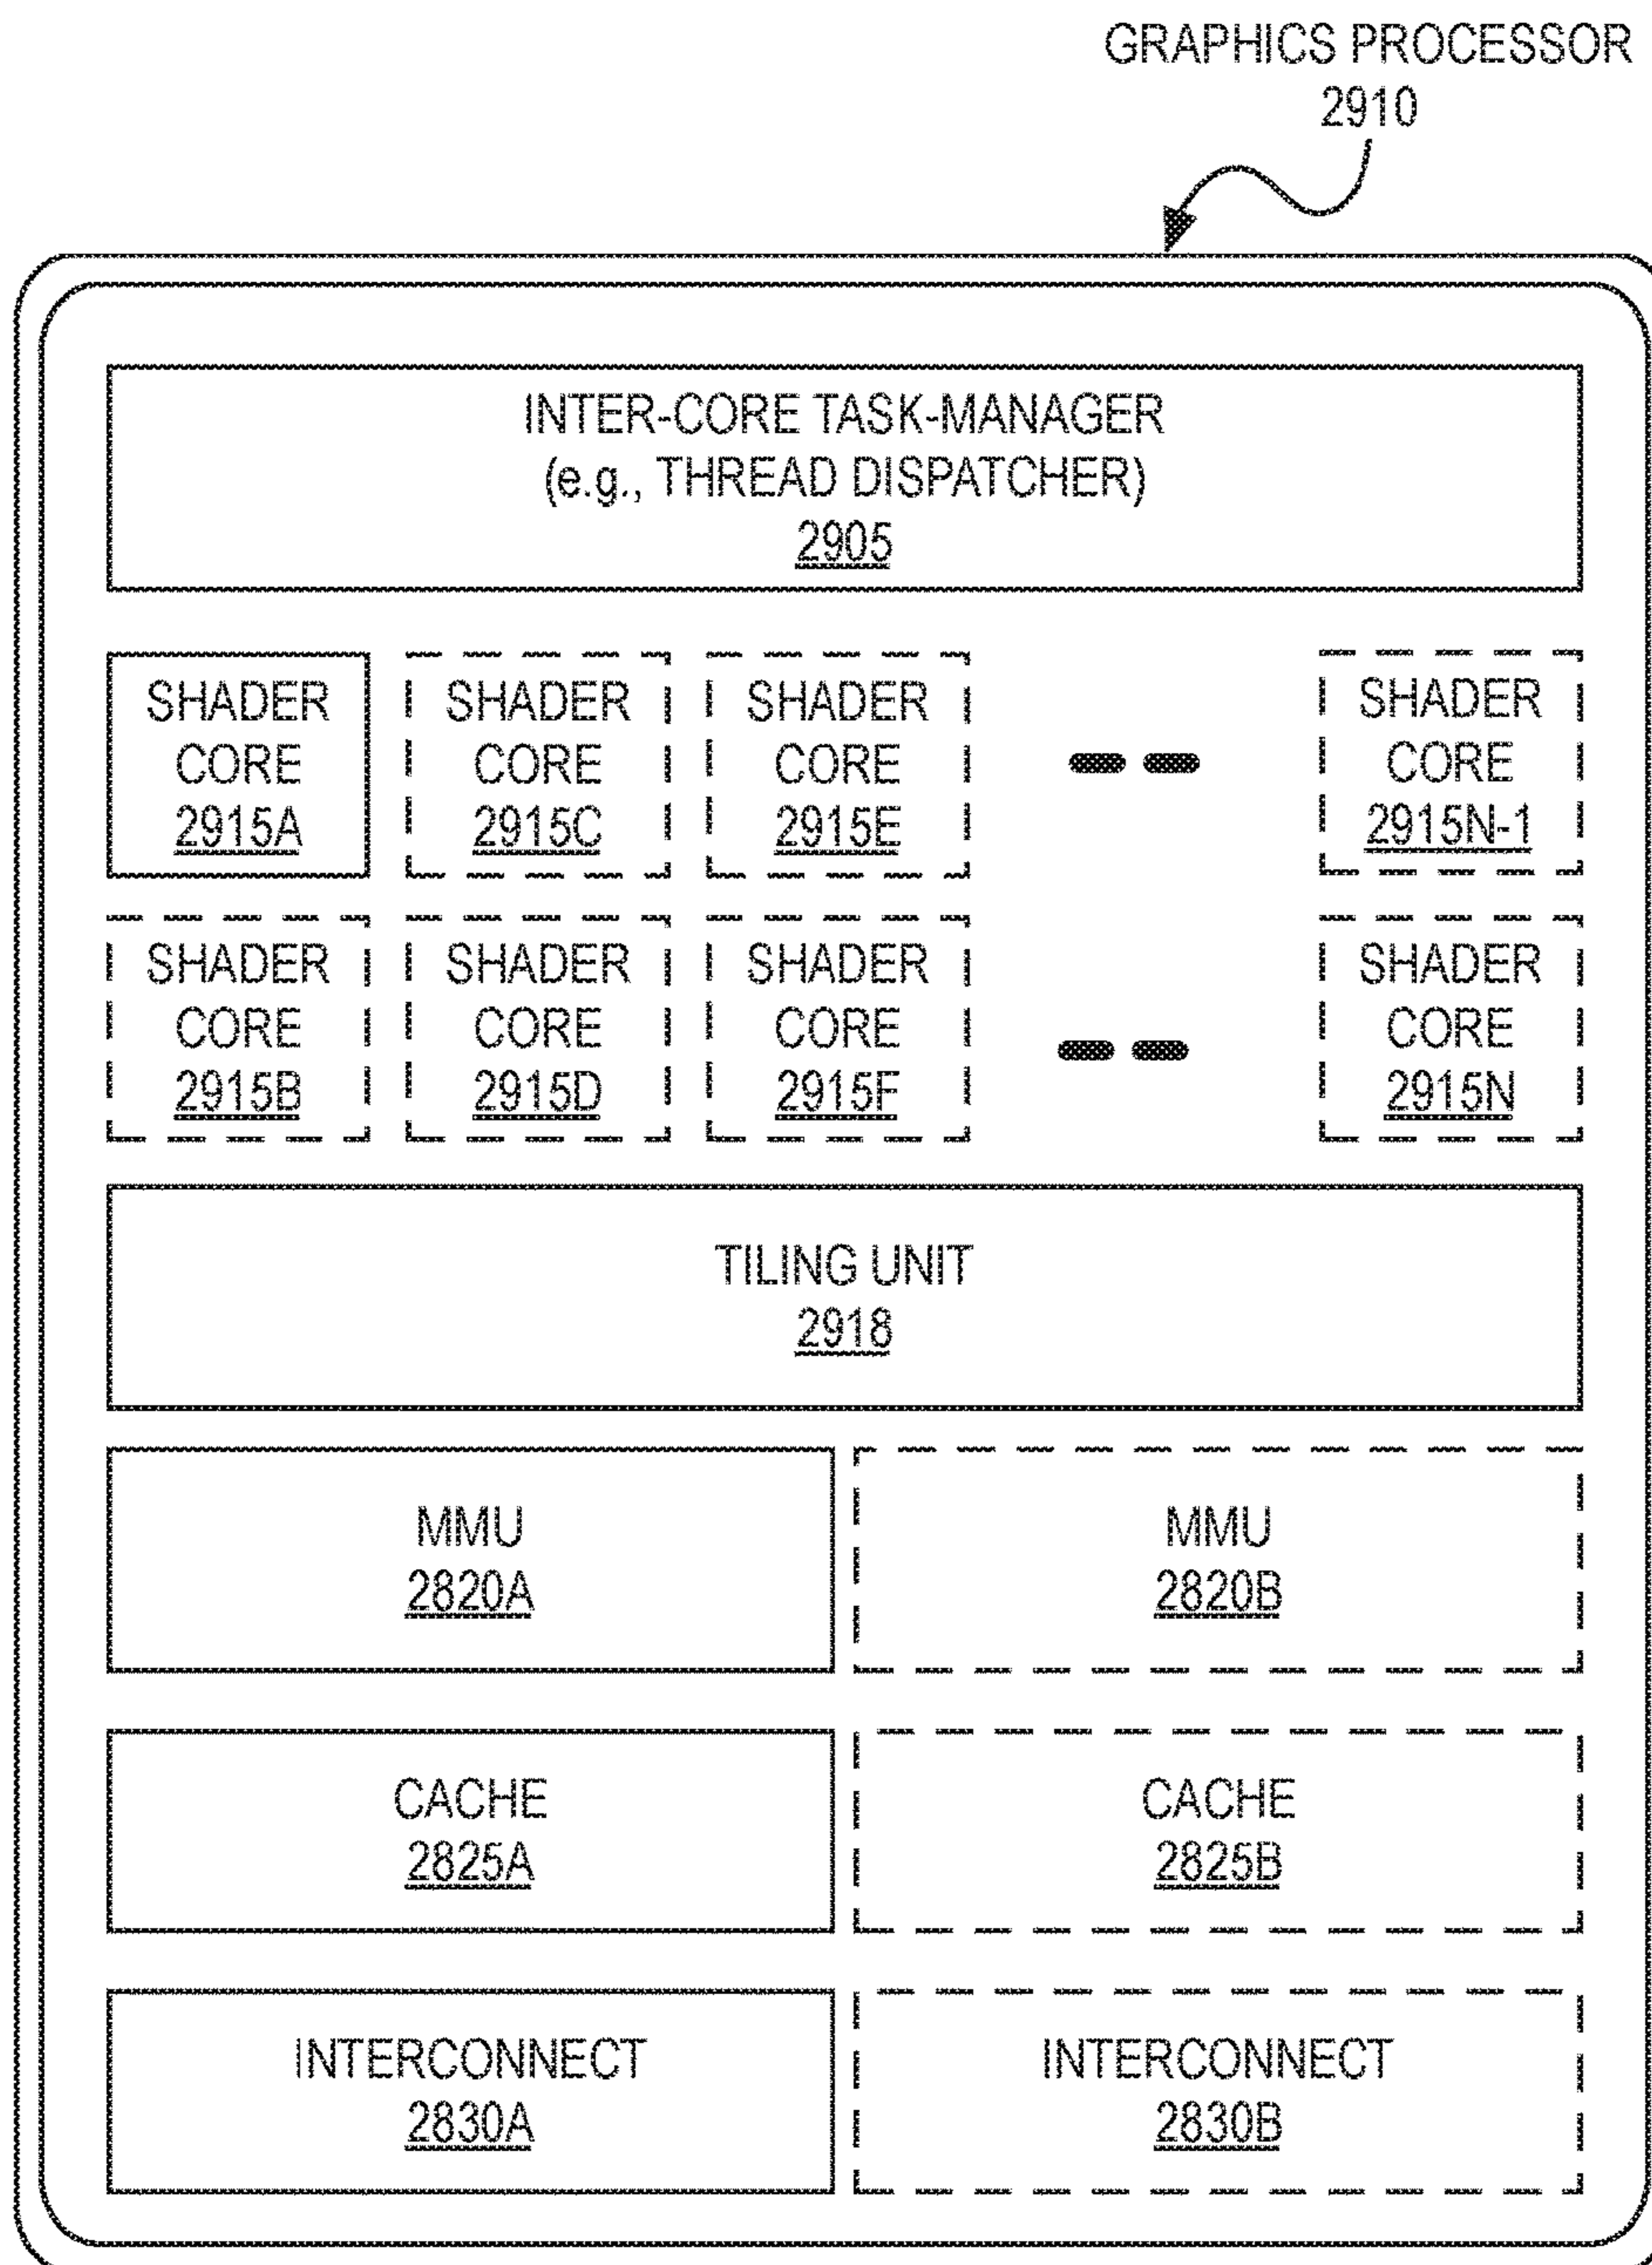 GRAPHICS PROCESSOR
2910
INTER-CORE TASK-MANAGER
(e.g., THREAD DISPATCHER)
2905
SHADER
CORE
2915A
SHADER
CORE
2915C
SHADER
CORE
2915E
SHADER
CORE
2915N-1
SHADER
CORE
2915B
SHADER
CORE
2915D
SHADER
CORE
2915F
SHADER
CORE
2915N
TILING UNIT
2918
MMU
2820A
MMU
2820B
CACHE
2825A
CACHE
2825B
INTERCONNECT
2830A
INTERCONNECT
2830B